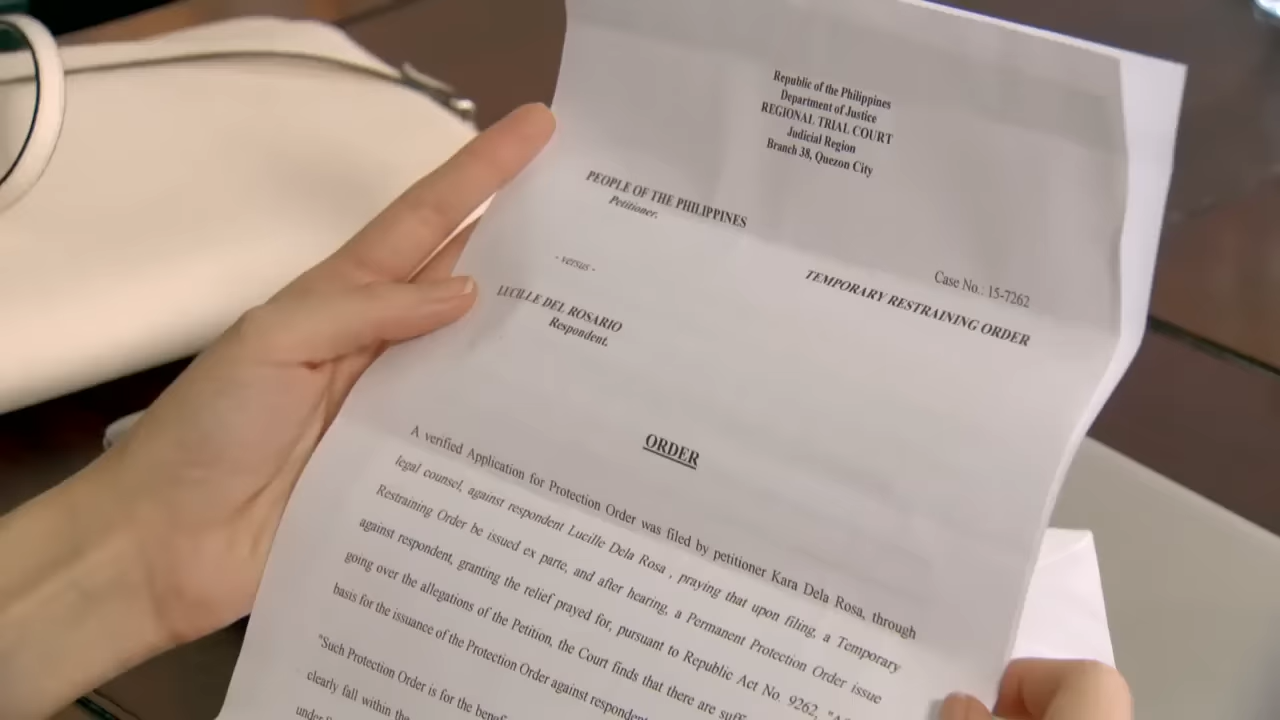 Republic of the Philippines
Department of Justice
REGIONAL TRIAL COURT
Judicial Region
Branch 38, Quezon City
PEOPLE OF THE PHILIPPINES
Petitioner.
- versus -
Case No.: 15-7262
TEMPORARY RESTRAINING ORDER
LUCILLE DEL ROSARIO
Respondent.
ORDER
A verified Application for Protection Order was filed by petitioner Kara Dela Rosa, through
legal counsel, against respondent Lucille Dela Rosa , praying that upon filing, a Temporary
Restraining Order be issued ex parte, and after hearing, a Permanent Protection Order issue
against respondent, granting the relief prayed for, pursuant to Republic Act No. 9262,
going over the allegations of the Petition, the Court finds that there are suff
basis for the issuance of the Protection Order against respondent
"Such Protection Order is for the benef
clearly fall within the
under